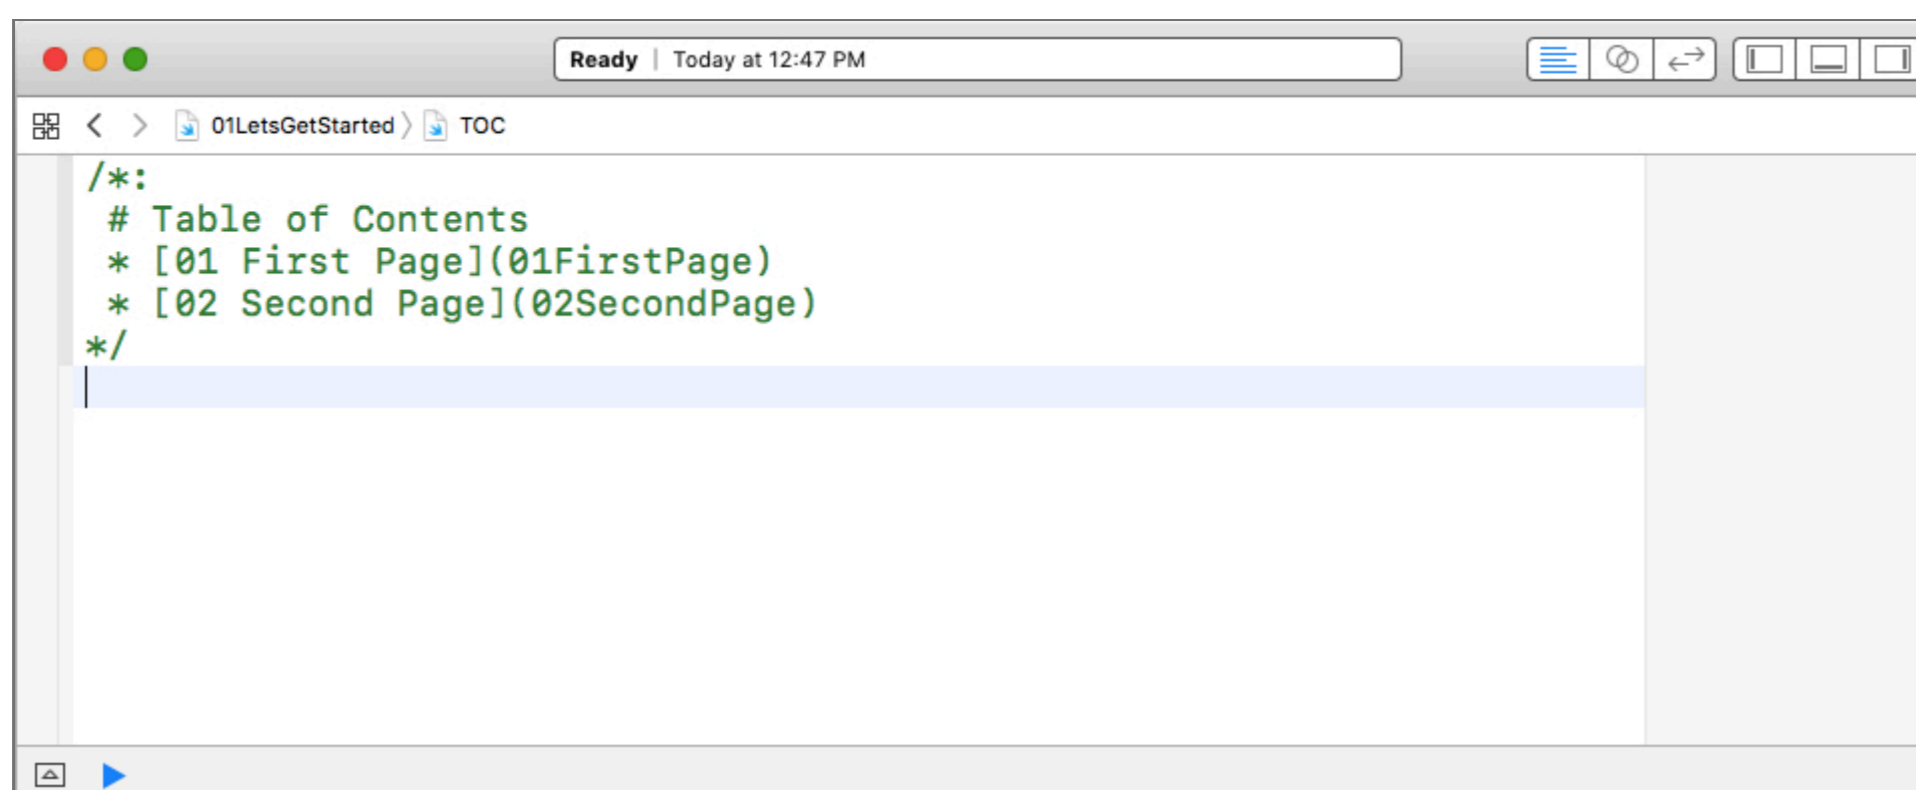 Ready | Today at 12:47 PM
01LetsGetStarted 〉 TOC
/*:
 # Table of Contents
 * [01 First Page](01FirstPage)
 * [02 Second Page](02SecondPage)
*/